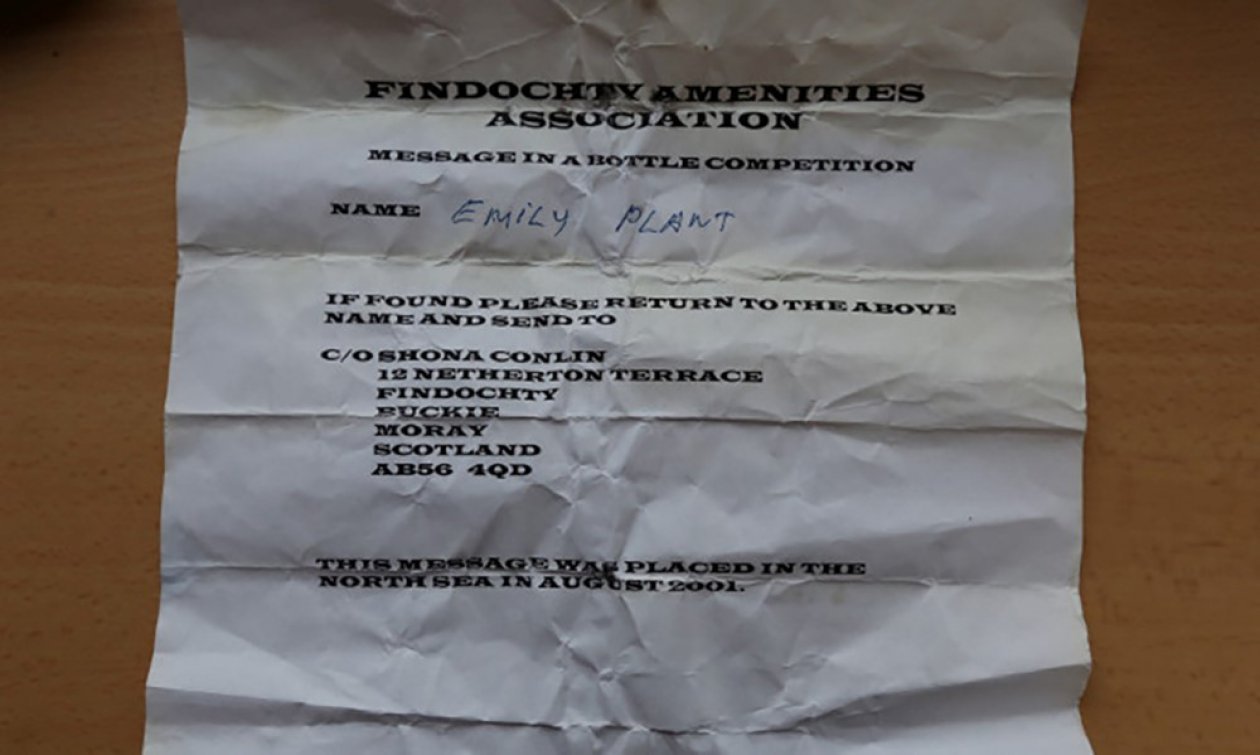 FINDOCHTY AMENITIES
ASSOCIATION
MESSAGE IN A BOTTLE COMPETITION
NAME EMILY PLANT
IF FOUND PLEASE RETURN TO THE ABOVE
NAME AND SEND TO
C/O SHONA CONLIN
12 NETHERTON TERRACE
FINDOCHTY
BUCKIE
MORAY
SCOTLAND
AB56 4QD
THIS MESSAGE WAS PLACED IN THE
NORTH SEA IN AUGUST 2001.